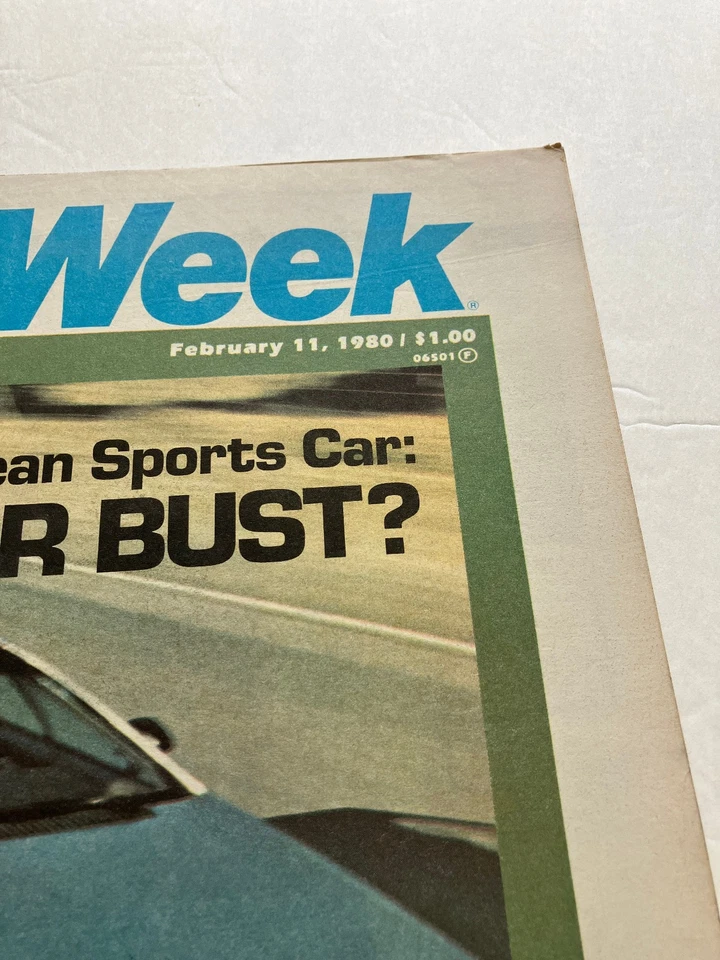 Week®
February 11, 1980 / $1.00
06501 Ⓕ
ean Sports Car:
R BUST?